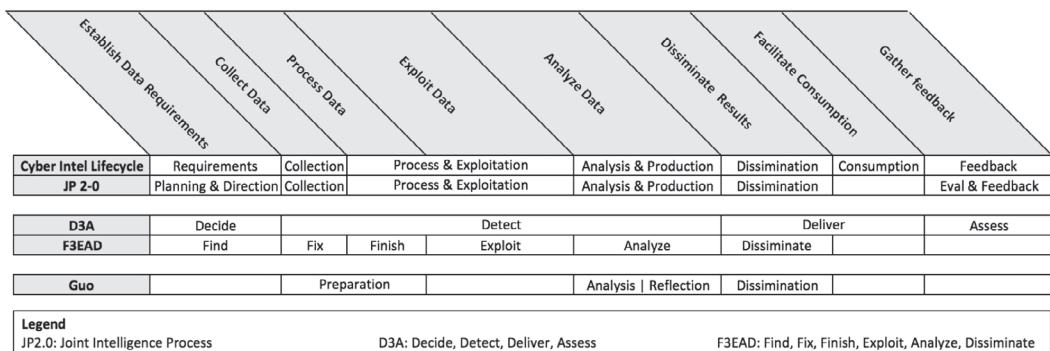 Establish Data Requirements
Collect Data
Process Data
Exploit Data
Analyze Data
Dissiminate Results
Facilitate Consumption
Gather feedback
Cyber Intel Lifecycle Requirements Collection Process & Exploitation Analysis & Production Dissimination Consumption Feedback
JP 2-0 Planning & Direction Collection Process & Exploitation Analysis & Production Dissimination Eval & Feedback
D3A Decide Detect Deliver Assess
F3EAD Find Fix Finish Exploit Analyze Dissiminate
Guo Preparation Analysis | Reflection Dissimination
Legend
JP2.0: Joint Intelligence Process D3A: Decide, Detect, Deliver, Assess F3EAD: Find, Fix, Finish, Exploit, Analyze, Dissiminate